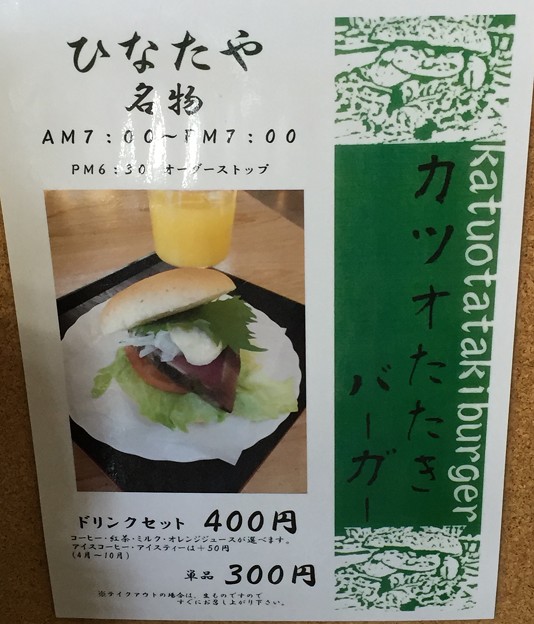 ひなたや
名物
AM7:00~PM7:00
PM6:30 オーダーストップ
katuotatakiburger
カツオたたき
バーガー
ドリンクセット 400円
コーヒー・紅茶・ミルク・オレンジジュースが選べます。
アイスコーヒー・アイスティーは+50円
(4月~10月)
単品 300円
※テイクアウトの場合は、生ものですので
すぐにお召し上がり下さい。